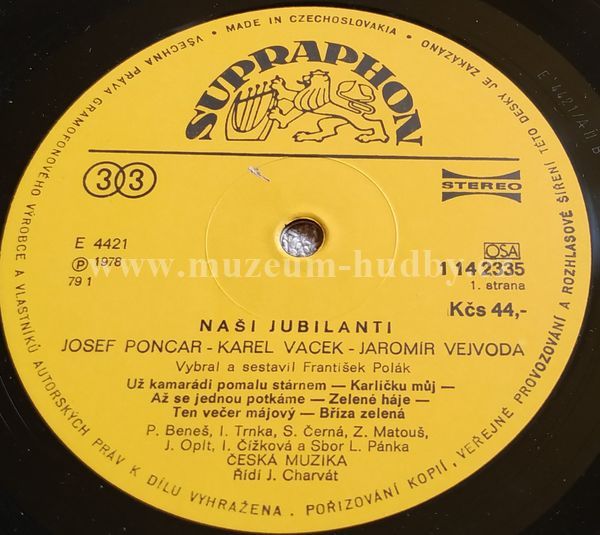 MADE IN CZECHOSLOVAKIA • VŠECHNA PRÁVA GRAMOFONOVÉHO VÝROBCE A VLASTNÍKŮ AUTORSKÝCH PRÁV K DÍLU VYHRAŽENA. POŘIZOVÁNÍ KOPIÍ, VEŘEJNÉ PROVOZOVÁNÍ A ROZHLASOVÉ ŠÍŘENÍ TÉTO DESKY JE ZAKÁZÁNO
SUPRAPHON
33
STEREO
E 4421
Ⓟ 1978
79 1
OSA
1 14 2335
1. strana
Kčs 44,-
www.muzeum-hudby.
NAŠI JUBILANTI
JOSEF PONCAR - KAREL VACEK - JAROMÍR VEJVODA
Vybral a sestavil František Polák
Už kamarádi pomalu stárnem — Karlíčku můj —
Až se jednou potkáme — Zelené háje —
Ten večer májový — Bříza zelená
P. Beneš, I. Trnka, S. Černá, Z. Matouš,
J. Oplt, I. Čížková a Sbor L. Pánka
ČESKÁ MUZIKA
Řídí J. Charvát